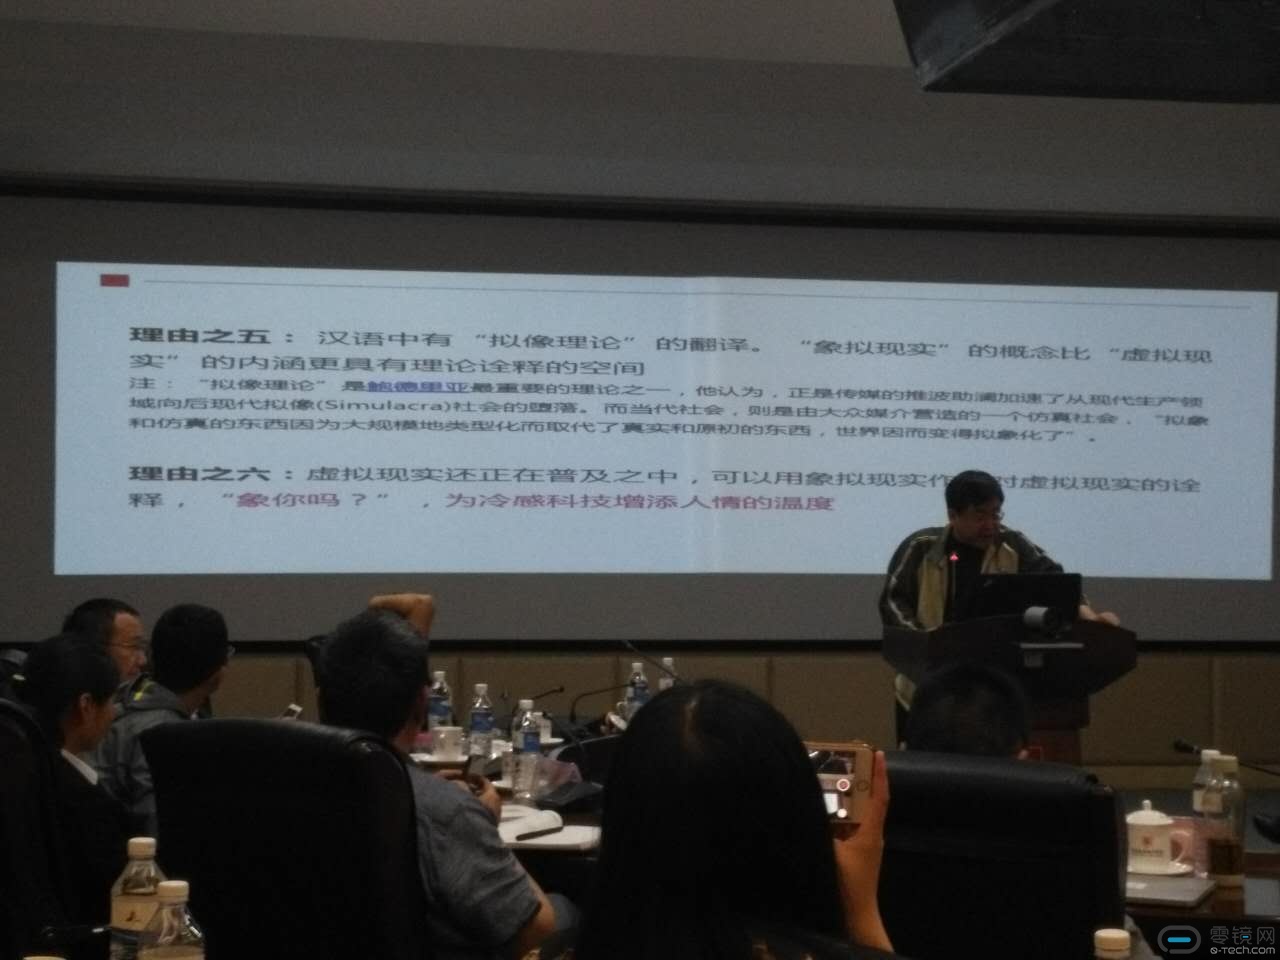 理由之五：汉语中有“拟像理论”的翻译。“象拟现实”的概念比“虚拟现
实”的内涵更具有理论诠释的空间
注：“拟像理论”是鲍德里亚最重要的理论之一，他认为，正是传媒的推波助澜加速了从现代生产领
域向后现代拟像(Simulacra)社会的堕落。而当代社会，则是由大众媒介营造的一个仿真社会，“拟象
和仿真的东西因为大规模地类型化而取代了真实和原初的东西，世界因而变得拟象化了”。
理由之六：虚拟现实还正在普及之中，可以用象拟现实作 对虚拟现实的诠
释，“象你吗？”，为冷感科技增添人情的温度
零镜网
0-tech.com